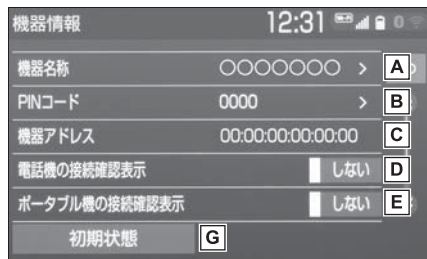 機器情報 12:31 Wi-Fi 0
機器名称 ○○○○○○○ > A
PINコード 0000 > B
機器アドレス 00:00:00:00:00:00 C
電話機の接続確認表示 しない D
ポータブル機の接続確認表示 しない E
初期状態 G